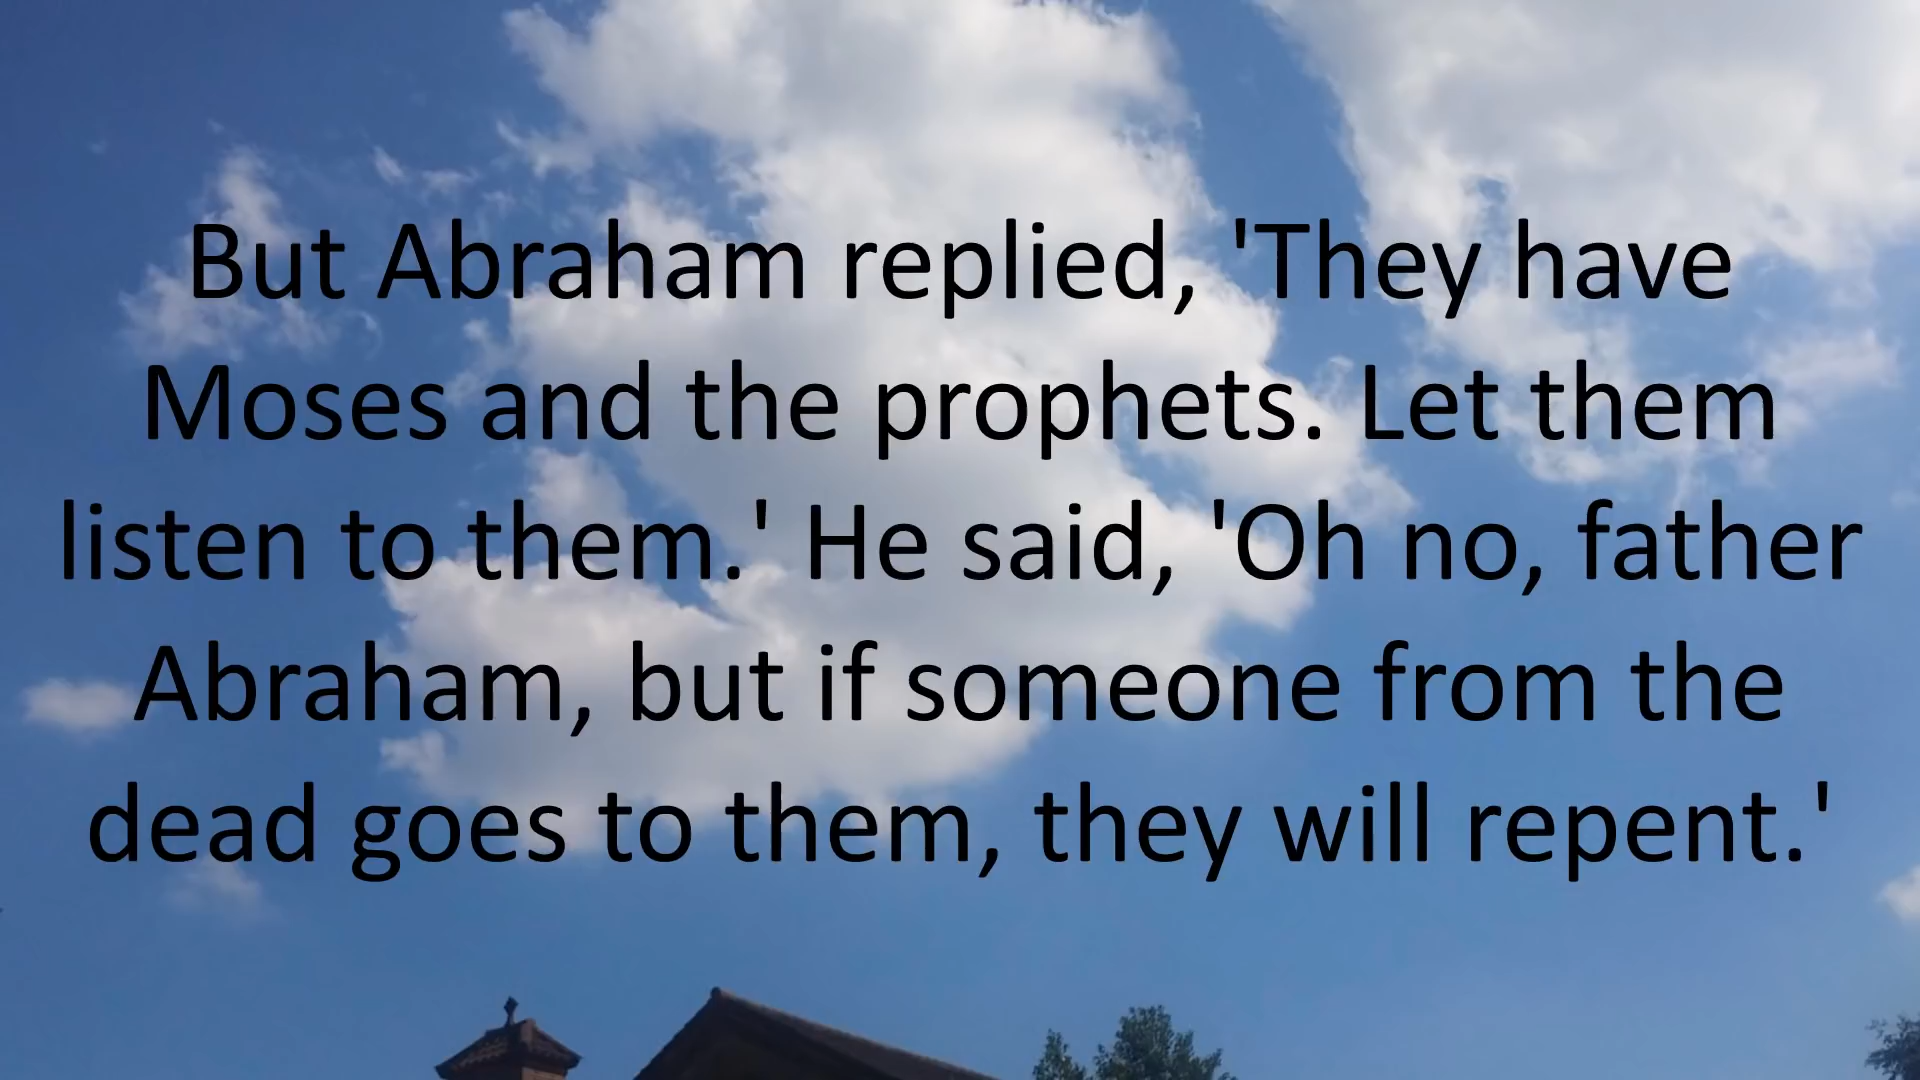 But Abraham replied, 'They have
Moses and the prophets. Let them
listen to them.' He said, 'Oh no, father
Abraham, but if someone from the
dead goes to them, they will repent.'